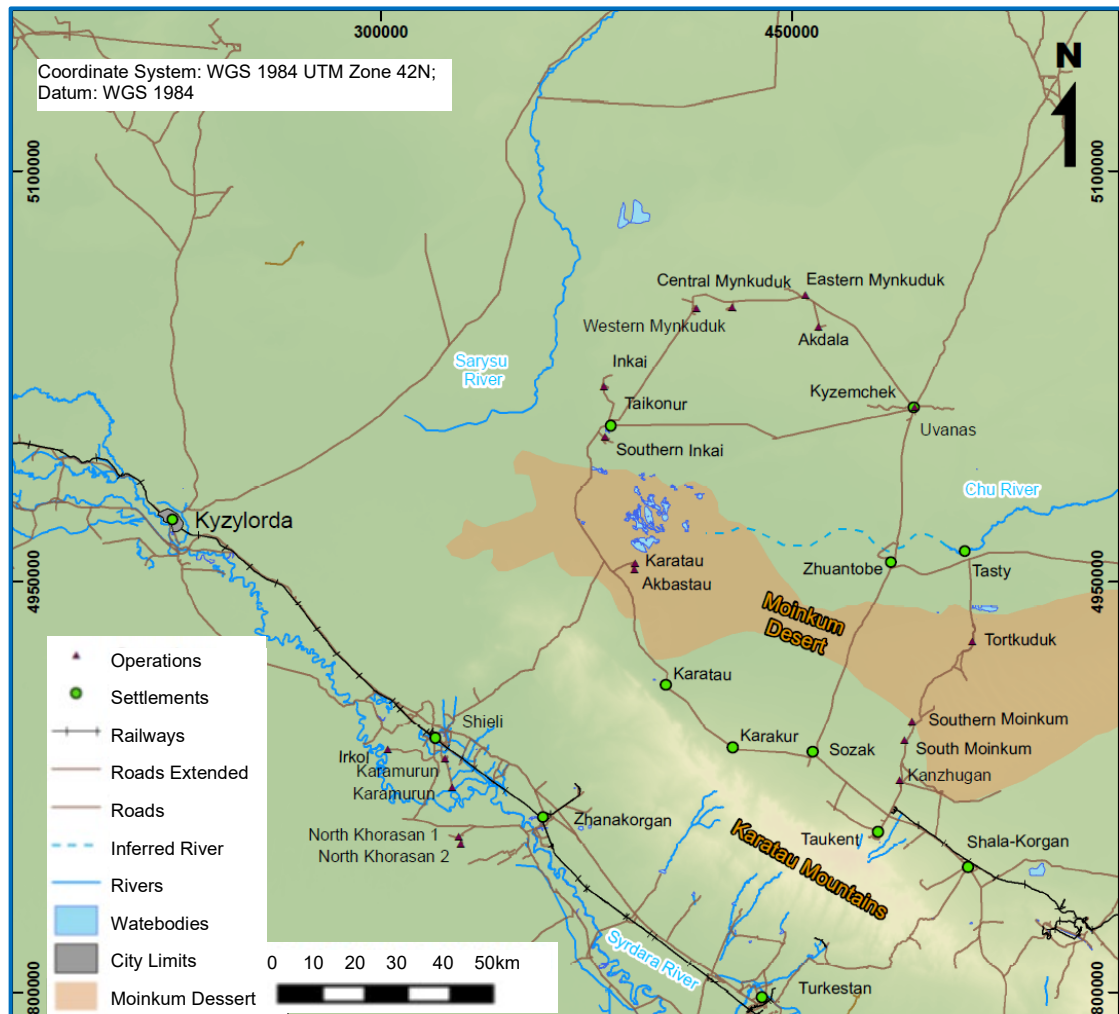 300000
450000
Coordinate System: WGS 1984 UTM Zone 42N;
Datum: WGS 1984
N
5100000
5100000
Central Mynkuduk
Eastern Mynkuduk
Western Mynkuduk
Akdala
Sarysu
River
Inkai
Kyzemchek
Taikonur
Uvanas
Southern Inkai
Chu River
Kyzylorda
Karatau
Zhuantobe
Tasty
4950000
4950000
Akbastau
Moinkum
Desert
Tortkuduk
Operations
Settlements
Railways
Roads Extended
Roads
Inferred River
Rivers
Watebodies
City Limits
Moinkum Dessert
Karatau
Shieli
Southern Moinkum
Karakur
Sozak
South Moinkum
Irkol
Karamurun
Kanzhugan
Karamurun
Zhanakorgan
North Khorasan 1
North Khorasan 2
Taukent
Shala-Korgan
Karatau Mountains
Syrdara River
0 10 20 30 40 50km
Turkestan
800000
800000